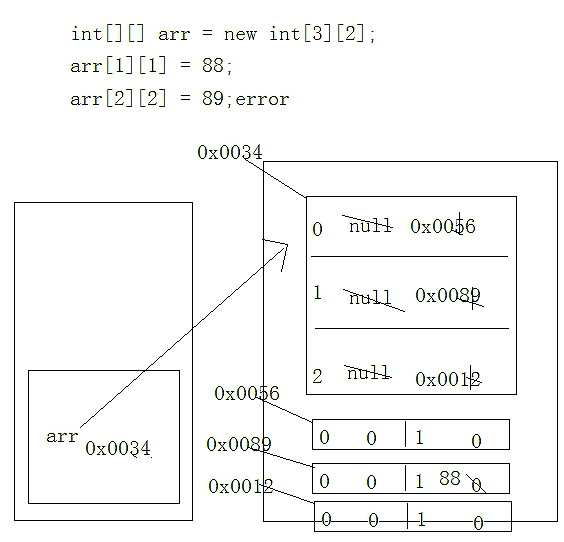 int[][] arr = new int[3][2];
arr[1][1] = 88;
arr[2][2] = 89;error
0x0034
0 null 0x0056
1 null 0x0089
2 null 0x0012
arr 0x0034
0x0056
0 0 1 0
0x0089
0 0 1 88 0
0x0012
0 0 1 0